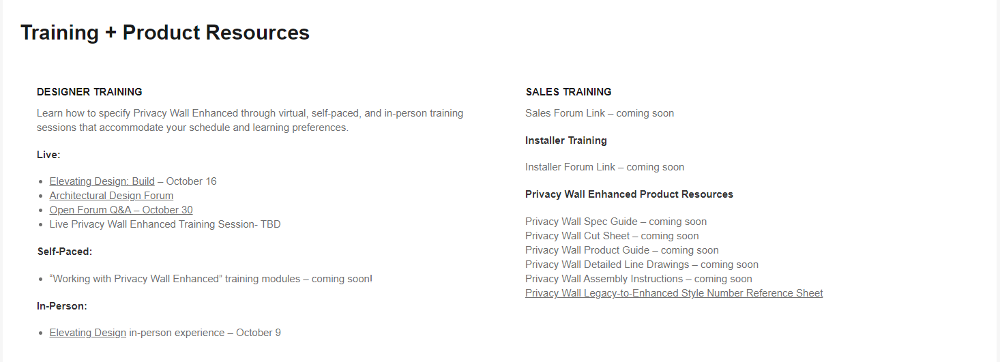 Training + Product Resources
DESIGNER TRAINING
Learn how to specify Privacy Wall Enhanced through virtual, self-paced, and in-person training
sessions that accommodate your schedule and learning preferences.
Live:
• Elevating Design: Build – October 16
• Architectural Design Forum
• Open Forum Q&A – October 30
• Live Privacy Wall Enhanced Training Session- TBD
Self-Paced:
• “Working with Privacy Wall Enhanced” training modules – coming soon!
In-Person:
• Elevating Design in-person experience – October 9
SALES TRAINING
Sales Forum Link – coming soon
Installer Training
Installer Forum Link – coming soon
Privacy Wall Enhanced Product Resources
Privacy Wall Spec Guide – coming soon
Privacy Wall Cut Sheet – coming soon
Privacy Wall Product Guide – coming soon
Privacy Wall Detailed Line Drawings – coming soon
Privacy Wall Assembly Instructions – coming soon
Privacy Wall Legacy-to-Enhanced Style Number Reference Sheet